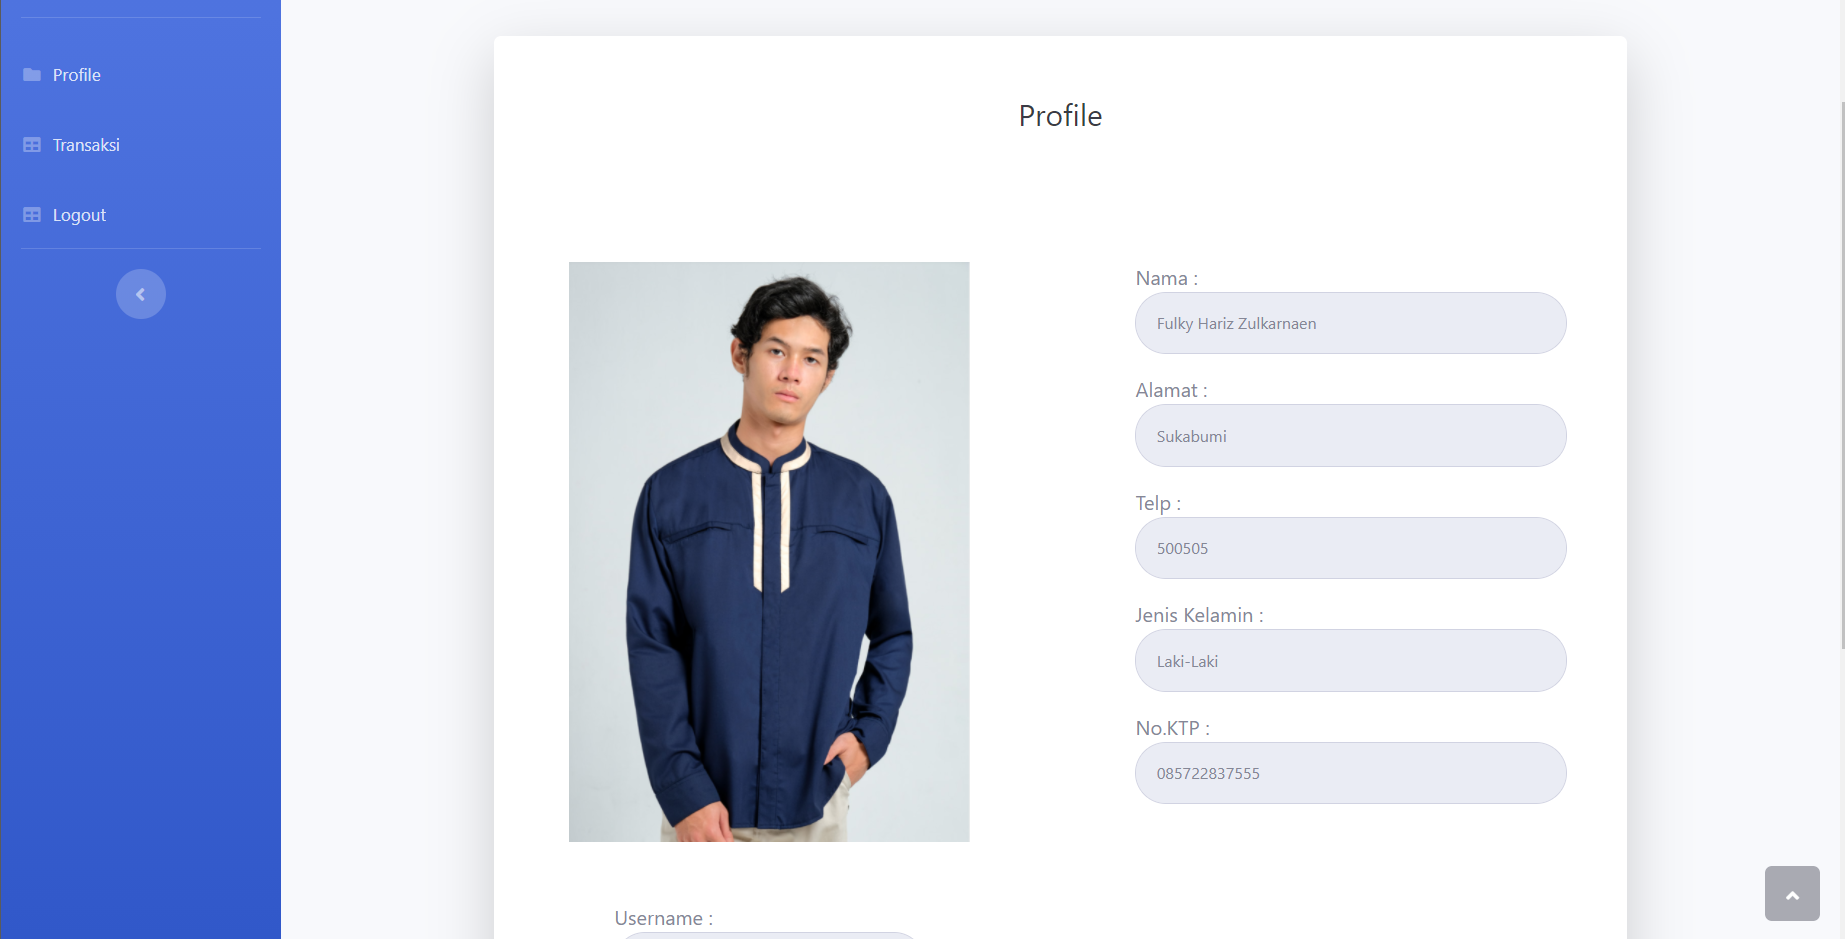 Profile
Transaksi
Logout
Profile
Nama :
Fulky Hariz Zulkarnaen
Alamat :
Sukabumi
Telp :
500505
Jenis Kelamin :
Laki-Laki
No.KTP :
085722837555
Username :